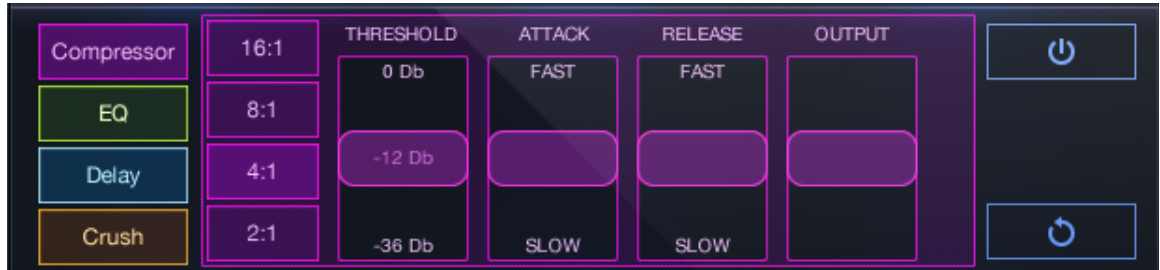 Compressor
EQ
Delay
Crush
16:1
8:1
4:1
2:1
THRESHOLD
0 Db
-12 Db
-36 Db
ATTACK
FAST
SLOW
RELEASE
FAST
SLOW
OUTPUT